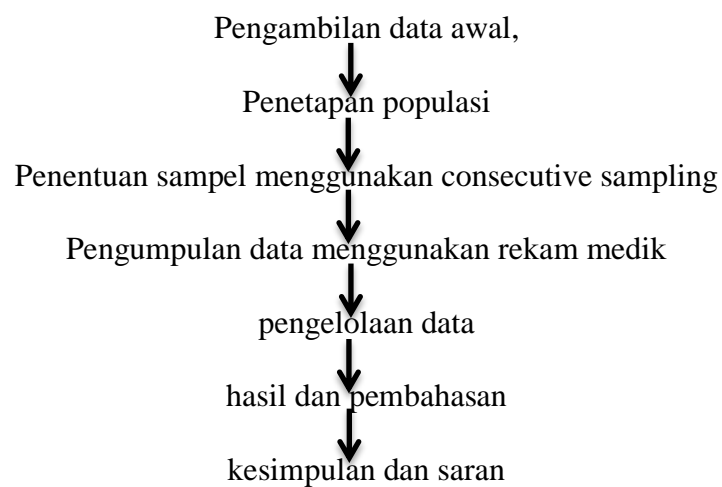 Pengambilan data awal,
Penetapan populasi
Penentuan sampel menggunakan consecutive sampling
Pengumpulan data menggunakan rekam medik
pengelolaan data
hasil dan pembahasan
kesimpulan dan saran